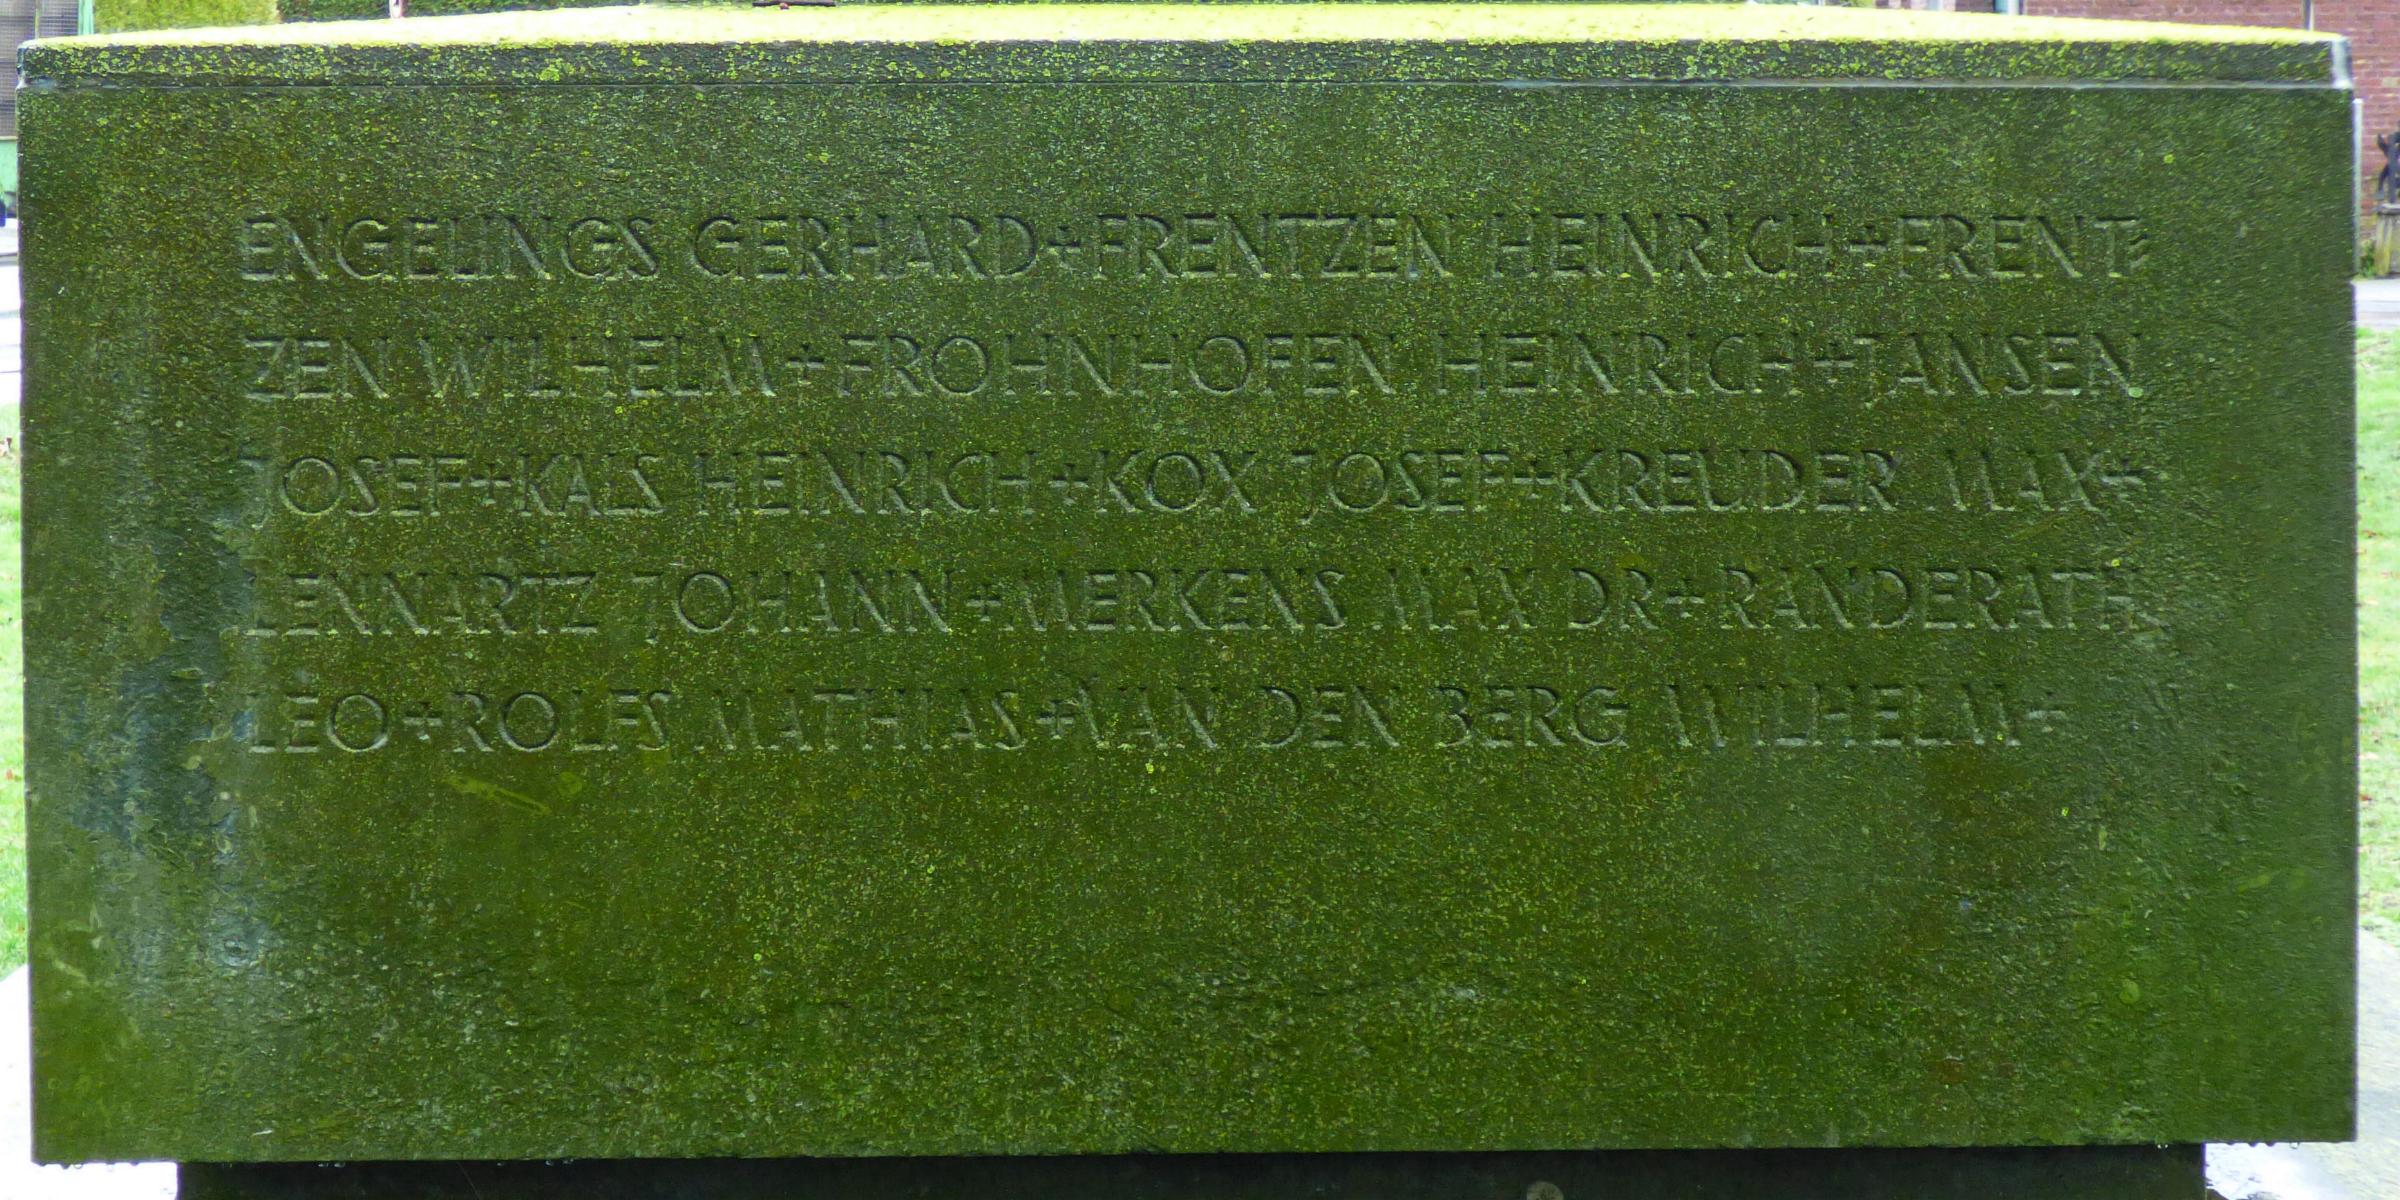 ENGELINGS GERHARD+FRENTZEN HEINRICH+FRENT=
ZEN WILHELM+FROHNHOFEN HEINRICH+JANSEN
JOSEF+KALS HEINRICH+KOX JOSEF+KREUDER MAX+
LENNARTZ JOHANN+MERKENS MAX DR+RANDERATH
LEO+ROLFS MATHIAS+VAN DEN BERG WILHELM+